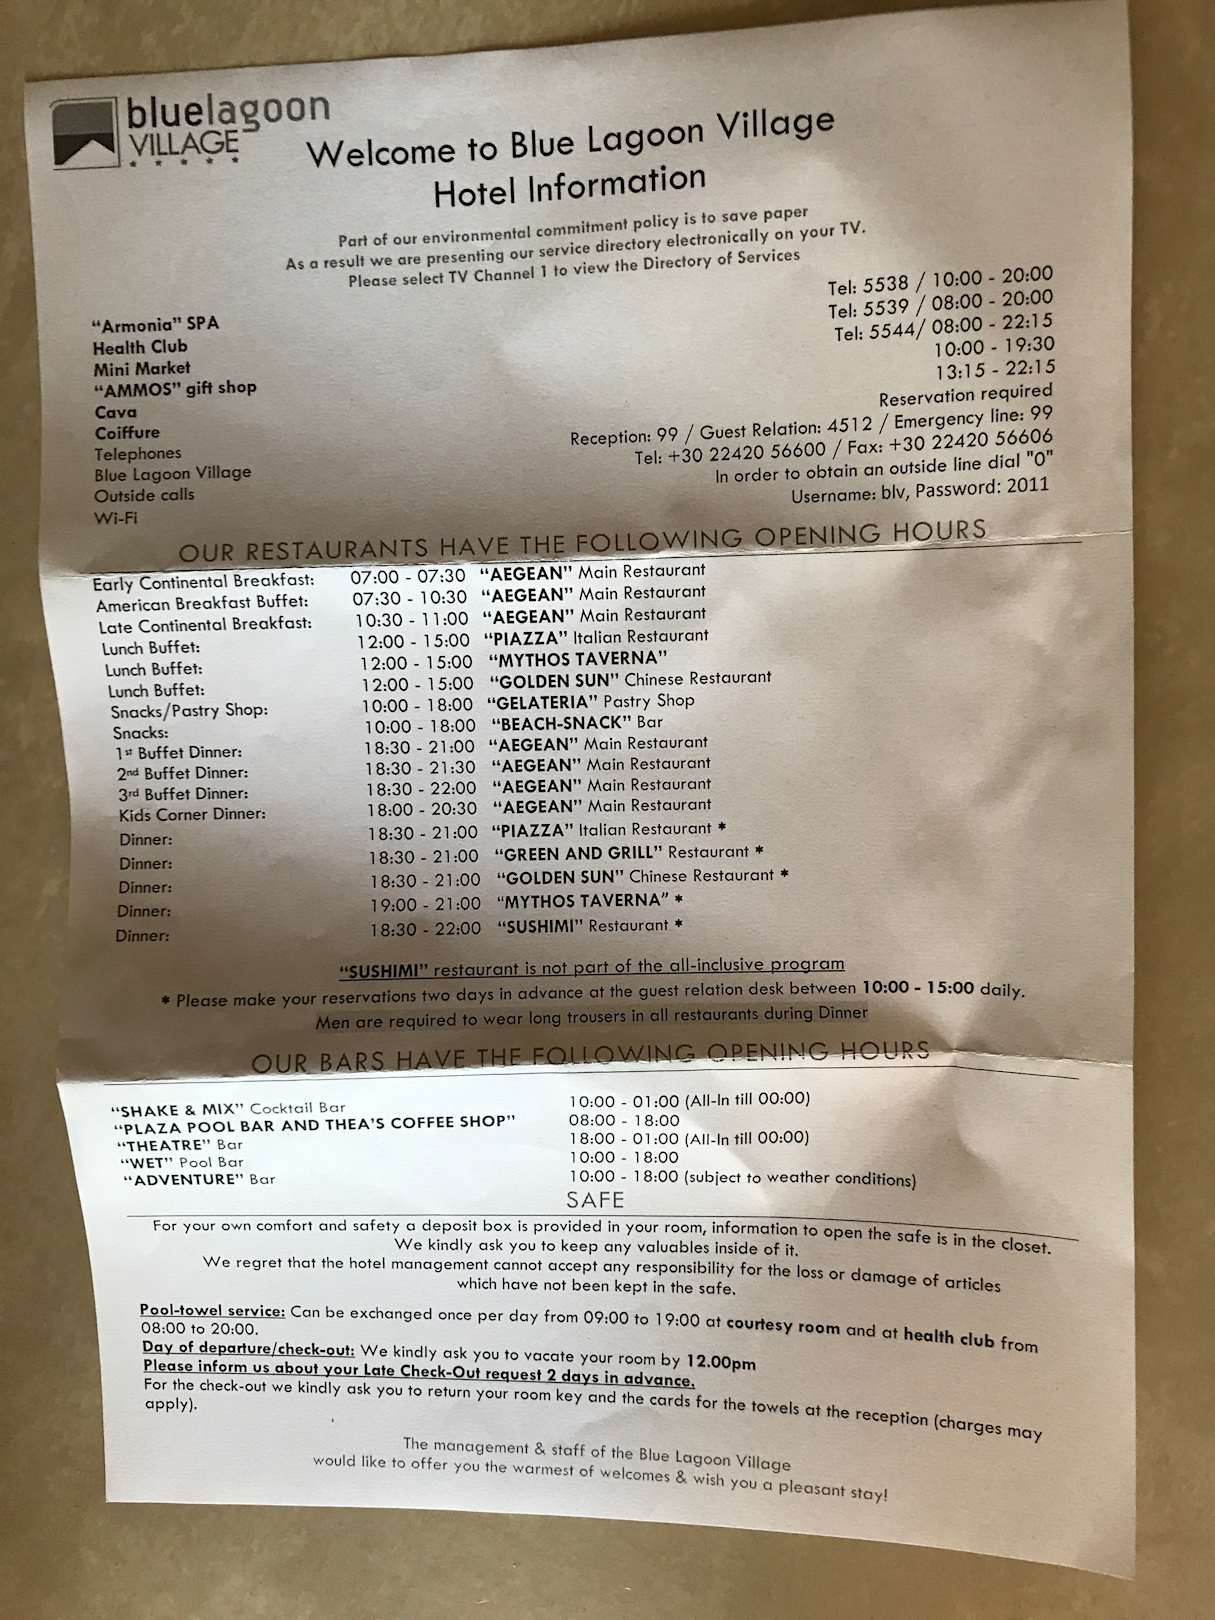 bluelagoon
VILLAGE
★ ★ ★ ★ ★
Welcome to Blue Lagoon Village
Hotel Information
Part of our environmental commitment policy is to save paper
As a result we are presenting our service directory electronically on your TV.
Please select TV Channel 1 to view the Directory of Services
"Armonia" SPA Tel: 5538 / 10:00 - 20:00
Health Club Tel: 5539 / 08:00 - 20:00
Mini Market Tel: 5544/ 08:00 - 22:15
"AMMOS" gift shop 10:00 - 19:30
Cava 13:15 - 22:15
Coiffure Reservation required
Telephones Reception: 99 / Guest Relation: 4512 / Emergency line: 99
Blue Lagoon Village Tel: +30 22420 56600 / Fax: +30 22420 56606
Outside calls In order to obtain an outside line dial "0"
Wi-Fi Username: blv, Password: 2011
OUR RESTAURANTS HAVE THE FOLLOWING OPENING HOURS
Early Continental Breakfast: 07:00 - 07:30 "AEGEAN" Main Restaurant
American Breakfast Buffet: 07:30 - 10:30 "AEGEAN" Main Restaurant
Late Continental Breakfast: 10:30 - 11:00 "AEGEAN" Main Restaurant
Lunch Buffet: 12:00 - 15:00 "PIAZZA" Italian Restaurant
Lunch Buffet: 12:00 - 15:00 "MYTHOS TAVERNA"
Lunch Buffet: 12:00 - 15:00 "GOLDEN SUN" Chinese Restaurant
Snacks/Pastry Shop: 10:00 - 18:00 "GELATERIA" Pastry Shop
Snacks: 10:00 - 18:00 "BEACH-SNACK" Bar
1st Buffet Dinner: 18:30 - 21:00 "AEGEAN" Main Restaurant
2nd Buffet Dinner: 18:30 - 21:30 "AEGEAN" Main Restaurant
3rd Buffet Dinner: 18:30 - 22:00 "AEGEAN" Main Restaurant
Kids Corner Dinner: 18:00 - 20:30 "AEGEAN" Main Restaurant
Dinner: 18:30 - 21:00 "PIAZZA" Italian Restaurant *
Dinner: 18:30 - 21:00 "GREEN AND GRILL" Restaurant *
Dinner: 18:30 - 21:00 "GOLDEN SUN" Chinese Restaurant *
Dinner: 19:00 - 21:00 "MYTHOS TAVERNA" *
Dinner: 18:30 - 22:00 "SUSHIMI" Restaurant *
"SUSHIMI" restaurant is not part of the all-inclusive program
* Please make your reservations two days in advance at the guest relation desk between 10:00 - 15:00 daily.
Men are required to wear long trousers in all restaurants during Dinner
OUR BARS HAVE THE FOLLOWING OPENING HOURS
"SHAKE & MIX" Cocktail Bar 10:00 - 01:00 (All-In till 00:00)
"PLAZA POOL BAR AND THEA'S COFFEE SHOP" 08:00 - 18:00
"THEATRE" Bar 18:00 - 01:00 (All-In till 00:00)
"WET" Pool Bar 10:00 - 18:00
"ADVENTURE" Bar 10:00 - 18:00 (subject to weather conditions)
SAFE
For your own comfort and safety a deposit box is provided in your room, information to open the safe is in the closet.
We kindly ask you to keep any valuables inside of it.
We regret that the hotel management cannot accept any responsibility for the loss or damage of articles
which have not been kept in the safe.
Pool-towel service: Can be exchanged once per day from 09:00 to 19:00 at courtesy room and at health club from
08:00 to 20:00.
Day of departure/check-out: We kindly ask you to vacate your room by 12.00pm
Please inform us about your Late Check-Out request 2 days in advance.
For the check-out we kindly ask you to return your room key and the cards for the towels at the reception (charges may
apply).
The management & staff of the Blue Lagoon Village
would like to offer you the warmest of welcomes & wish you a pleasant stay!